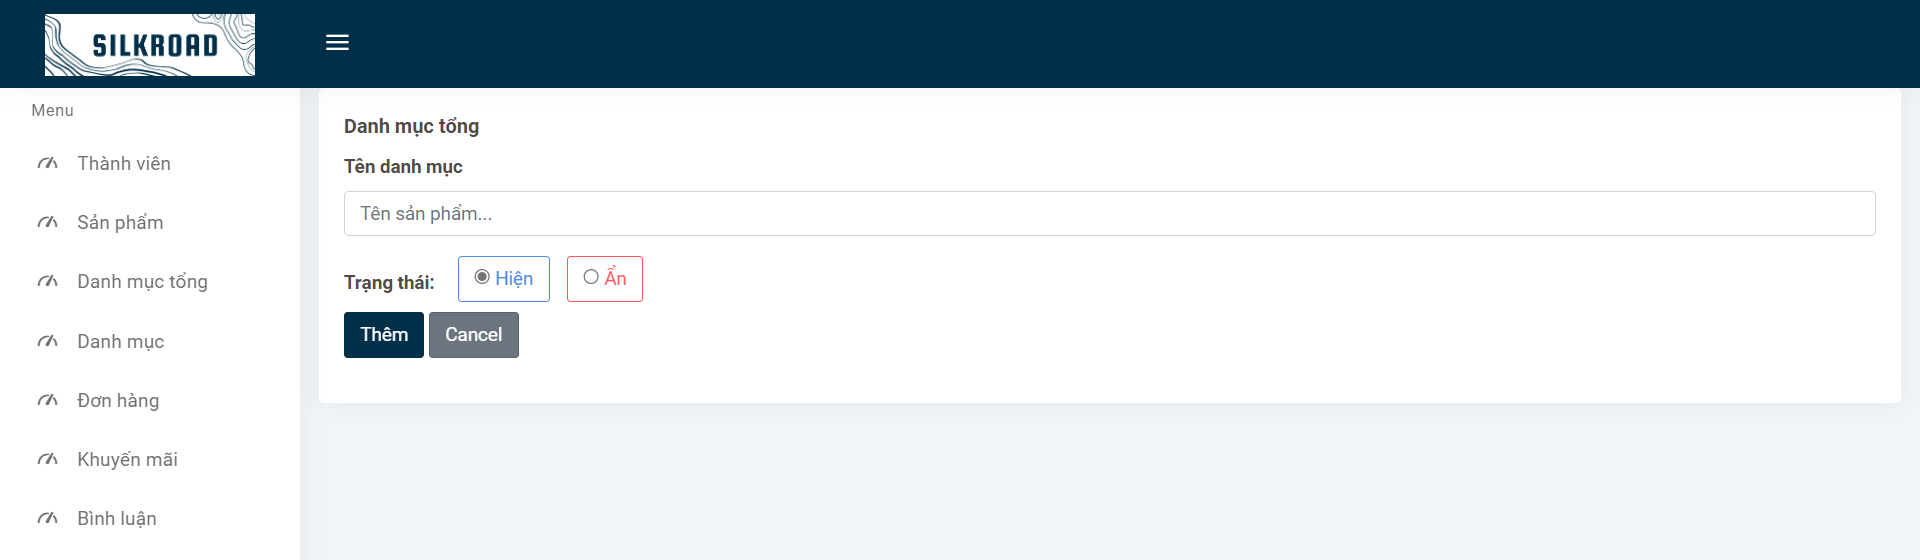 SILKROAD
Menu
Thành viên
Sản phẩm
Danh mục tổng
Danh mục
Đơn hàng
Khuyến mãi
Bình luận
Danh mục tổng
Tên danh mục
Tên sản phẩm...
Trạng thái: Hiện Ẩn
Thêm Cancel